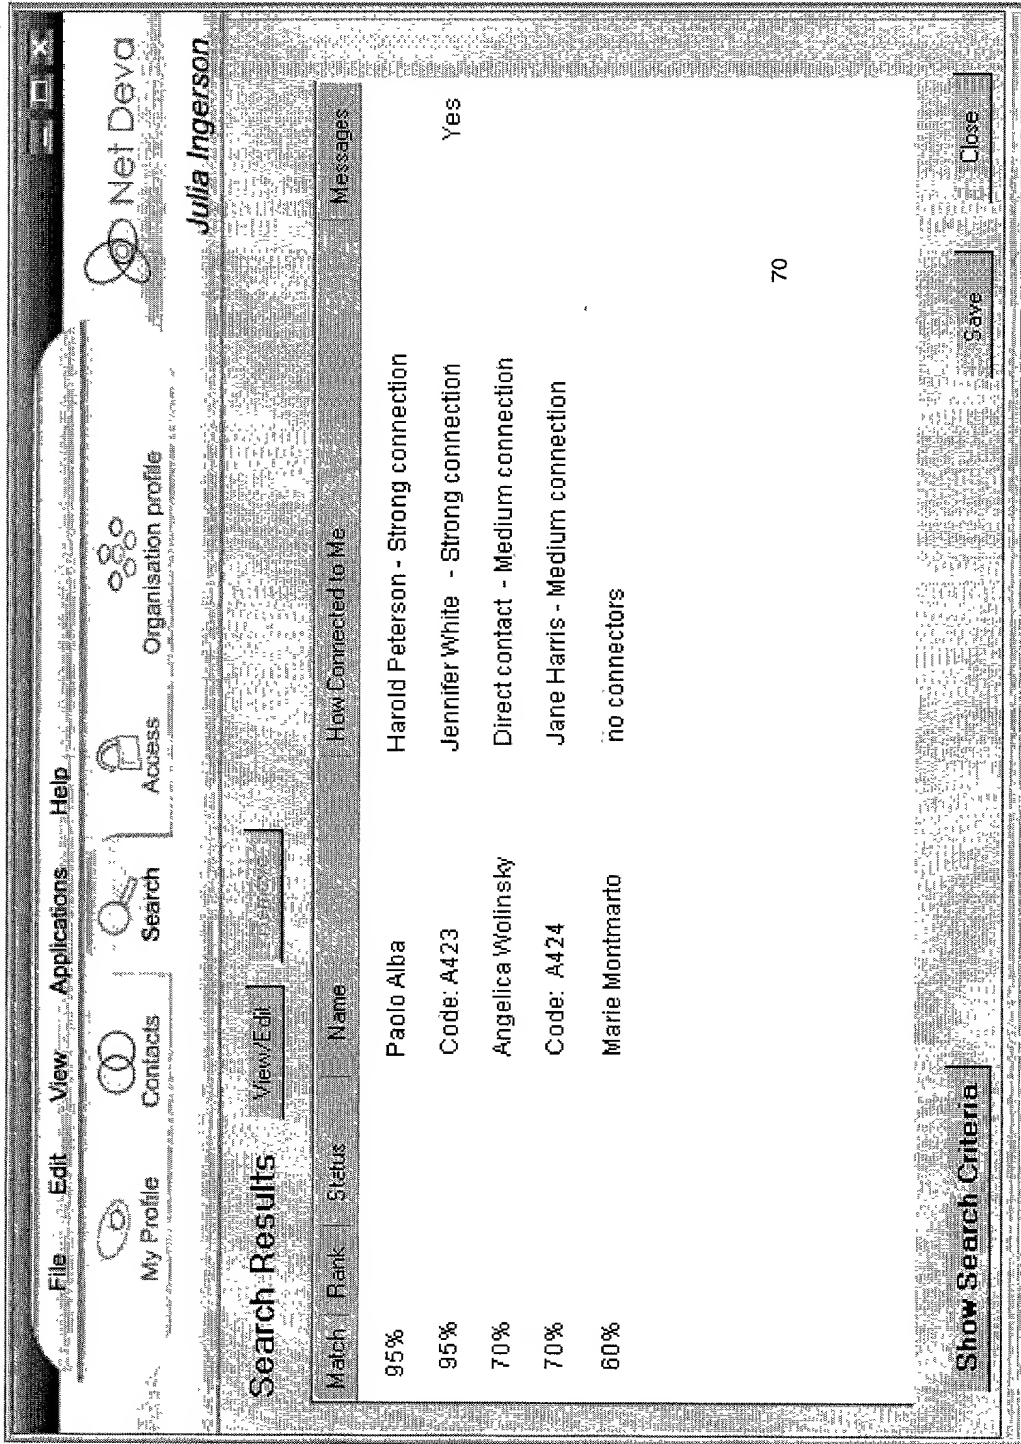 File Edit View Applications Help
My Profile Contacts Search Access Organisation profile Net Deva
Julia Ingerson
Search Results View/Edit
Match Rank Status Name How Connected to Me Messages
95% Paolo Alba Harold Peterson - Strong connection
95% Code: A423 Jennifer White - Strong connection Yes
70% Angelica Wolinsky Direct contact - Medium connection
70% Code: A424 Jane Harris - Medium connection
60% Marie Montmarto no connectors
70
Show Search Criteria Save Close